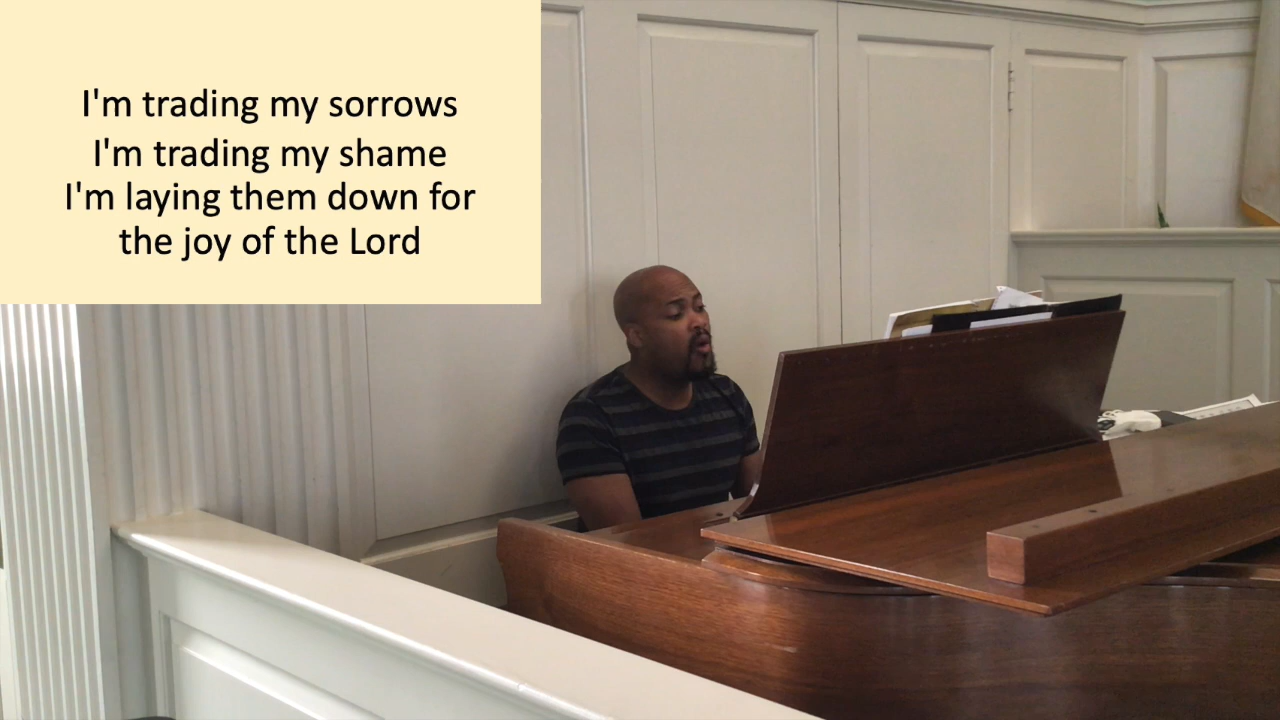 I'm trading my sorrows
I'm trading my shame
I'm laying them down for
the joy of the Lord